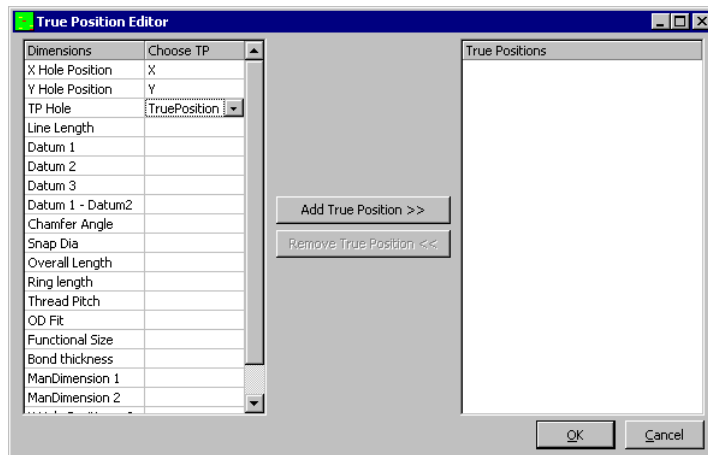 True Position Editor
Dimensions Choose TP
X Hole Position X
Y Hole Position Y
TP Hole TruePosition
Line Length
Datum 1
Datum 2
Datum 3
Datum 1 - Datum2
Chamfer Angle
Snap Dia
Overall Length
Ring length
Thread Pitch
OD Fit
Functional Size
Bond thickness
ManDimension 1
ManDimension 2
Add True Position >>
Remove True Position <<
True Positions
OK Cancel